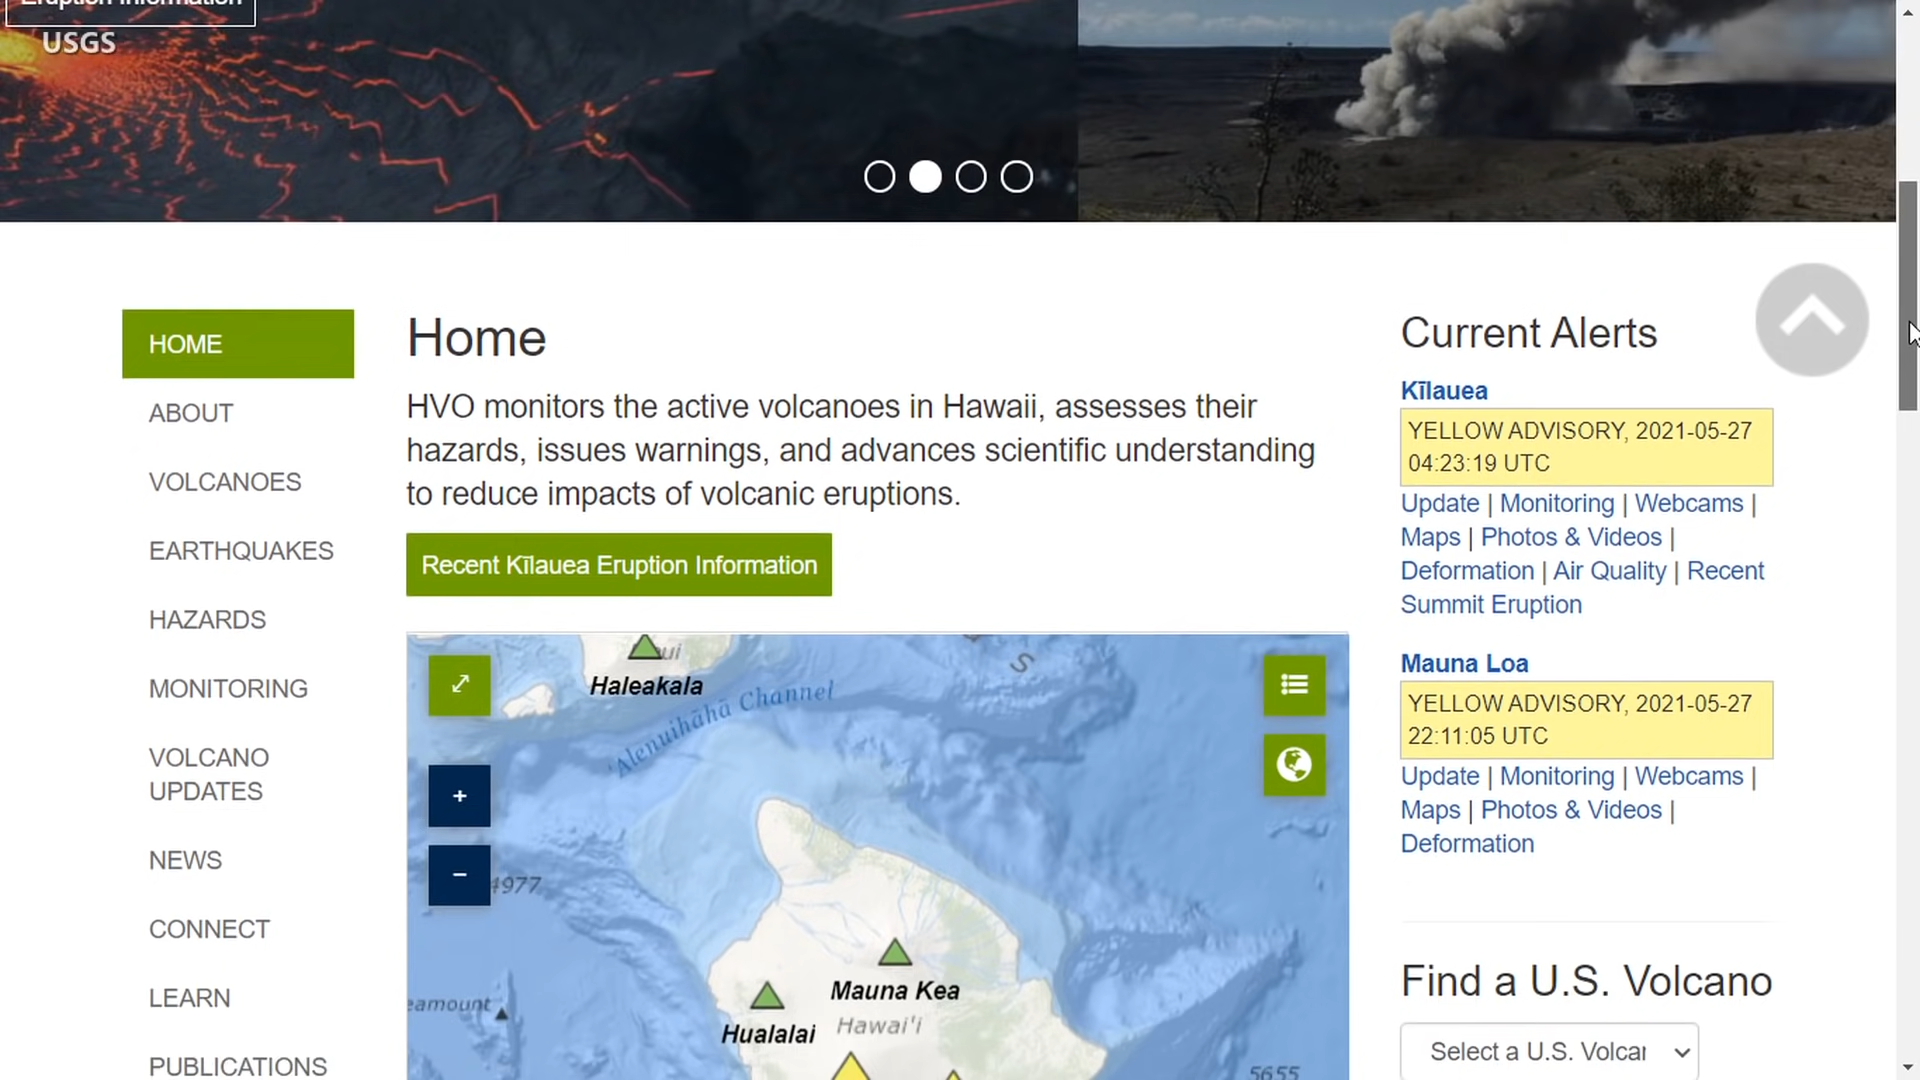 Eruption Information
USGS
HOME
ABOUT
VOLCANOES
EARTHQUAKES
HAZARDS
MONITORING
VOLCANO
UPDATES
NEWS
CONNECT
LEARN
PUBLICATIONS
Home
HVO monitors the active volcanoes in Hawaii, assesses their
hazards, issues warnings, and advances scientific understanding
to reduce impacts of volcanic eruptions.
Recent Kīlauea Eruption Information
Haleakala
'Alenuihāhā Channel
S
+
−
4977
Mauna Kea
Hawai'i
Hualalai
5655
Current Alerts
Kīlauea
YELLOW ADVISORY, 2021-05-27
04:23:19 UTC
Update | Monitoring | Webcams |
Maps | Photos & Videos |
Deformation | Air Quality | Recent
Summit Eruption
Mauna Loa
YELLOW ADVISORY, 2021-05-27
22:11:05 UTC
Update | Monitoring | Webcams |
Maps | Photos & Videos |
Deformation
Find a U.S. Volcano
Select a U.S. Volcar